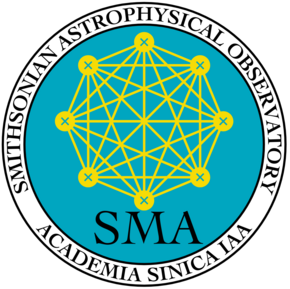 SMITHSONIAN ASTROPHYSICAL OBSERVATORY
SMA
ACADEMIA SINICA IAA